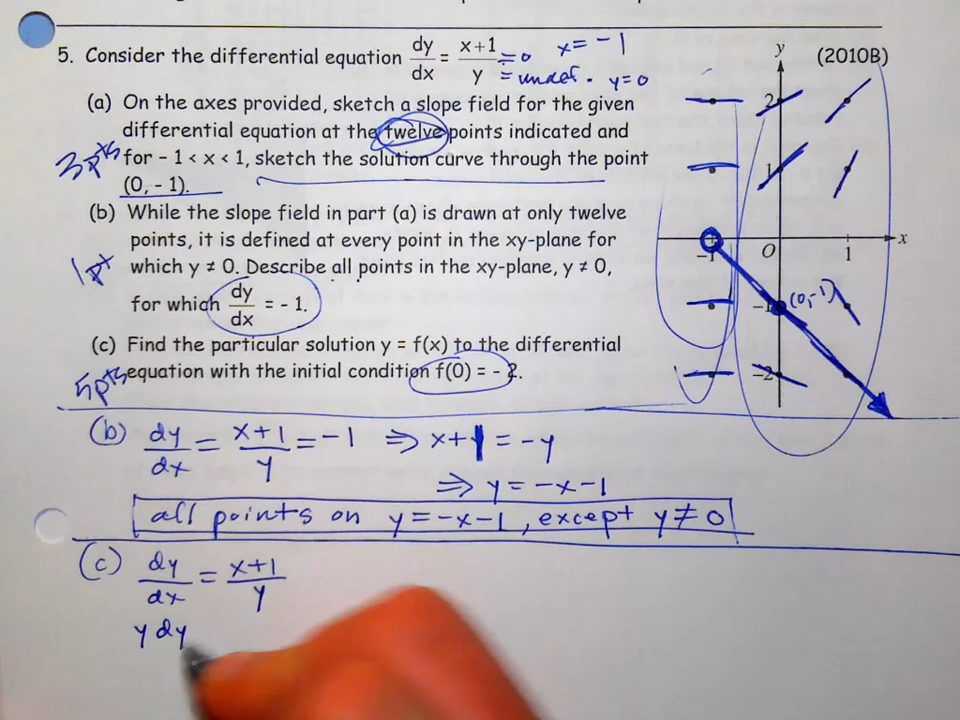 5. Consider the differential equation dy/dx = (x+1)/y = 0 x = -1
= undef. y = 0
(2010B)
(a) On the axes provided, sketch a slope field for the given
differential equation at the twelve points indicated and
for - 1 < x < 1, sketch the solution curve through the point
(0, - 1).
3pts
(b) While the slope field in part (a) is drawn at only twelve
points, it is defined at every point in the xy-plane for
which y ≠ 0. Describe all points in the xy-plane, y ≠ 0,
for which dy/dx = - 1.
1pt
(c) Find the particular solution y = f(x) to the differential
equation with the initial condition f(0) = - 2.
5pts
y
2
1
-1 O 1 x
-1 (0,-1)
-2
(b) dy/dx = (x+1)/y = -1 ⇒ x+1 = -y
⇒ y = -x-1
all points on y = -x-1, except y ≠ 0
(c) dy/dx = (x+1)/y
y dy